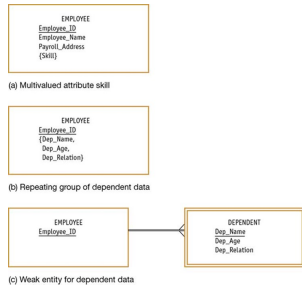 EMPLOYEE
Employee_ID
Employee_Name
Payroll_Address
{Skill}
(a) Multivalued attribute skill
EMPLOYEE
Employee_ID
{Dep_Name,
Dep_Age,
Dep_Relation}
(b) Repeating group of dependent data
EMPLOYEE
Employee_ID
DEPENDENT
Dep_Name
Dep_Age
Dep_Relation
(c) Weak entity for dependent data